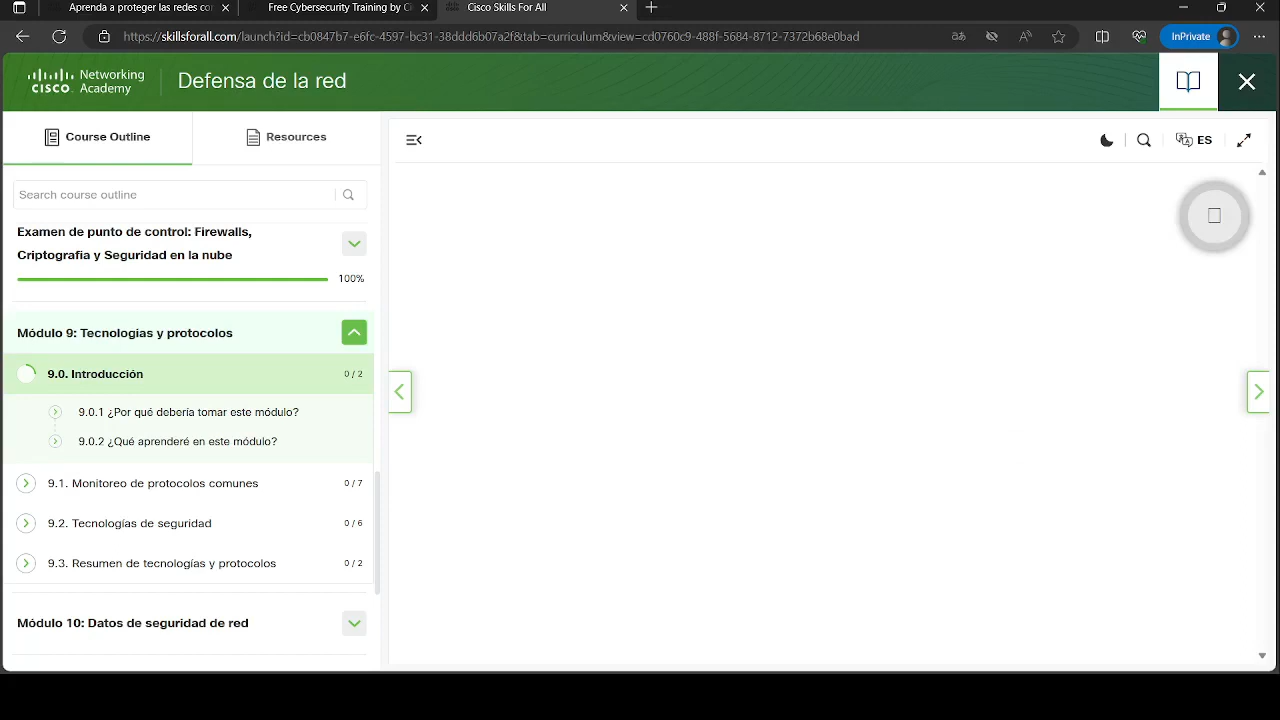 Aprenda a proteger las redes co
Free Cybersecurity Training by Ci
Cisco Skills For All
https://skillsforall.com/launch?id=cb0847b7-e6fc-4597-bc31-38ddd6b07a2f&tab=curriculum&view=cd0760c9-488f-5684-8712-7372b68e0bad
InPrivate
CISCO
Networking
Academy
Defensa de la red
Course Outline
Resources
ES
Search course outline
Examen de punto de control: Firewalls,
Criptografía y Seguridad en la nube
100%
Módulo 9: Tecnologías y protocolos
9.0. Introducción 0 / 2
9.0.1 ¿Por qué debería tomar este módulo?
9.0.2 ¿Qué aprenderé en este módulo?
9.1. Monitoreo de protocolos comunes 0 / 7
9.2. Tecnologías de seguridad 0 / 6
9.3. Resumen de tecnologías y protocolos 0 / 2
Módulo 10: Datos de seguridad de red